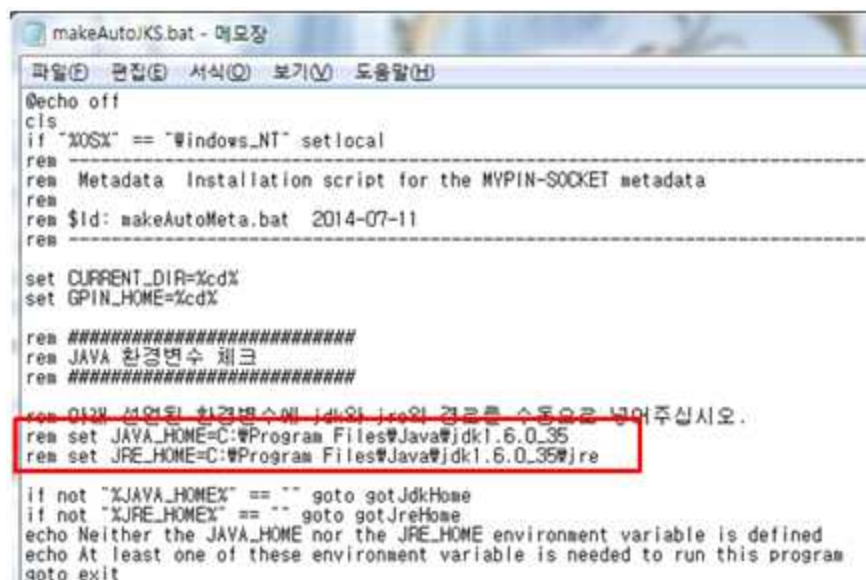 makeAutoJKS.bat - 메모장
파일(F) 편집(E) 서식(O) 보기(V) 도움말(H)
@echo off
cls
if "%OS%" == "₩indows_NT" setlocal
rem ---------------------------------------------------------------------------
rem Metadata Installation script for the MYPIN-SOCKET metadata
rem
rem $Id: makeAutoMeta.bat 2014-07-11
rem ---------------------------------------------------------------------------
set CURRENT_DIR=%cd%
set GPIN_HOME=%cd%
rem ###########################
rem JAVA 환경변수 체크
rem ###########################
rem 아래 선언된 환경변수에 jdk와 jre의 경로를 수동으로 넣어주십시오.
rem set JAVA_HOME=C:₩Program Files₩Java₩jdk1.6.0_35
rem set JRE_HOME=C:₩Program Files₩Java₩jdk1.6.0_35₩jre
if not "%JAVA_HOME%" == "" goto gotJdkHome
if not "%JRE_HOME%" == "" goto gotJreHome
echo Neither the JAVA_HOME nor the JRE_HOME environment variable is defined
echo At least one of these environment variable is needed to run this program
goto exit